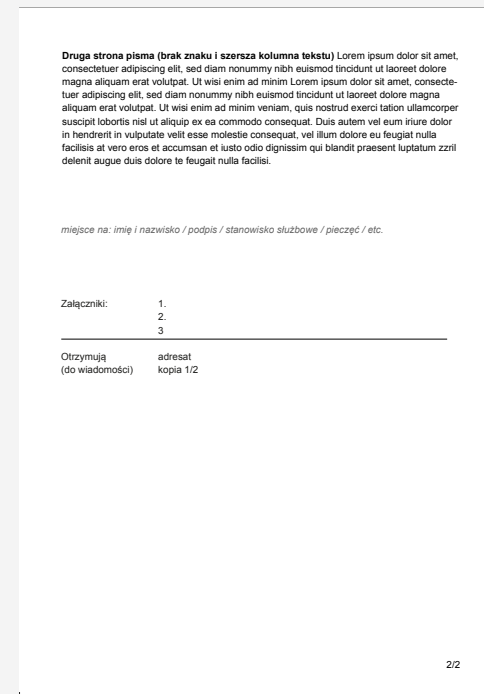 Druga strona pisma (brak znaku i szersza kolumna tekstu) Lorem ipsum dolor sit amet,
consectetuer adipiscing elit, sed diam nonummy nibh euismod tincidunt ut laoreet dolore
magna aliquam erat volutpat. Ut wisi enim ad minim Lorem ipsum dolor sit amet, consecte-
tuer adipiscing elit, sed diam nonummy nibh euismod tincidunt ut laoreet dolore magna
aliquam erat volutpat. Ut wisi enim ad minim veniam, quis nostrud exerci tation ullamcorper
suscipit lobortis nisl ut aliquip ex ea commodo consequat. Duis autem vel eum iriure dolor
in hendrerit in vulputate velit esse molestie consequat, vel illum dolore eu feugiat nulla
facilisis at vero eros et accumsan et iusto odio dignissim qui blandit praesent luptatum zzril
delenit augue duis dolore te feugait nulla facilisi.
miejsce na: imię i nazwisko / podpis / stanowisko służbowe / pieczęć / etc.
Załączniki: 1.
2.
3
Otrzymują adresat
(do wiadomości) kopia 1/2
2/2